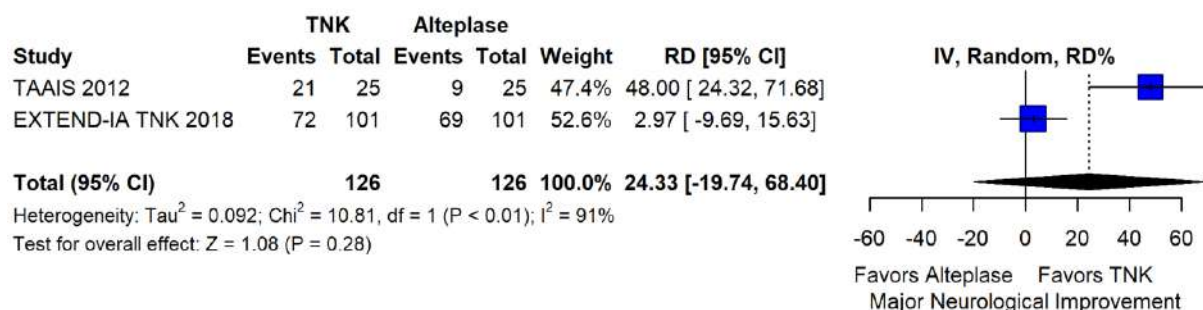 TNK Alteplase
Study Events Total Events Total Weight RD [95% CI] IV, Random, RD%
TAAIS 2012 21 25 9 25 47.4% 48.00 [ 24.32, 71.68]
EXTEND-IA TNK 2018 72 101 69 101 52.6% 2.97 [ -9.69, 15.63]
Total (95% CI) 126 126 100.0% 24.33 [-19.74, 68.40]
Heterogeneity: Tau² = 0.092; Chi² = 10.81, df = 1 (P < 0.01); I² = 91%
Test for overall effect: Z = 1.08 (P = 0.28)
-60 -40 -20 0 20 40 60
Favors Alteplase Favors TNK
Major Neurological Improvement